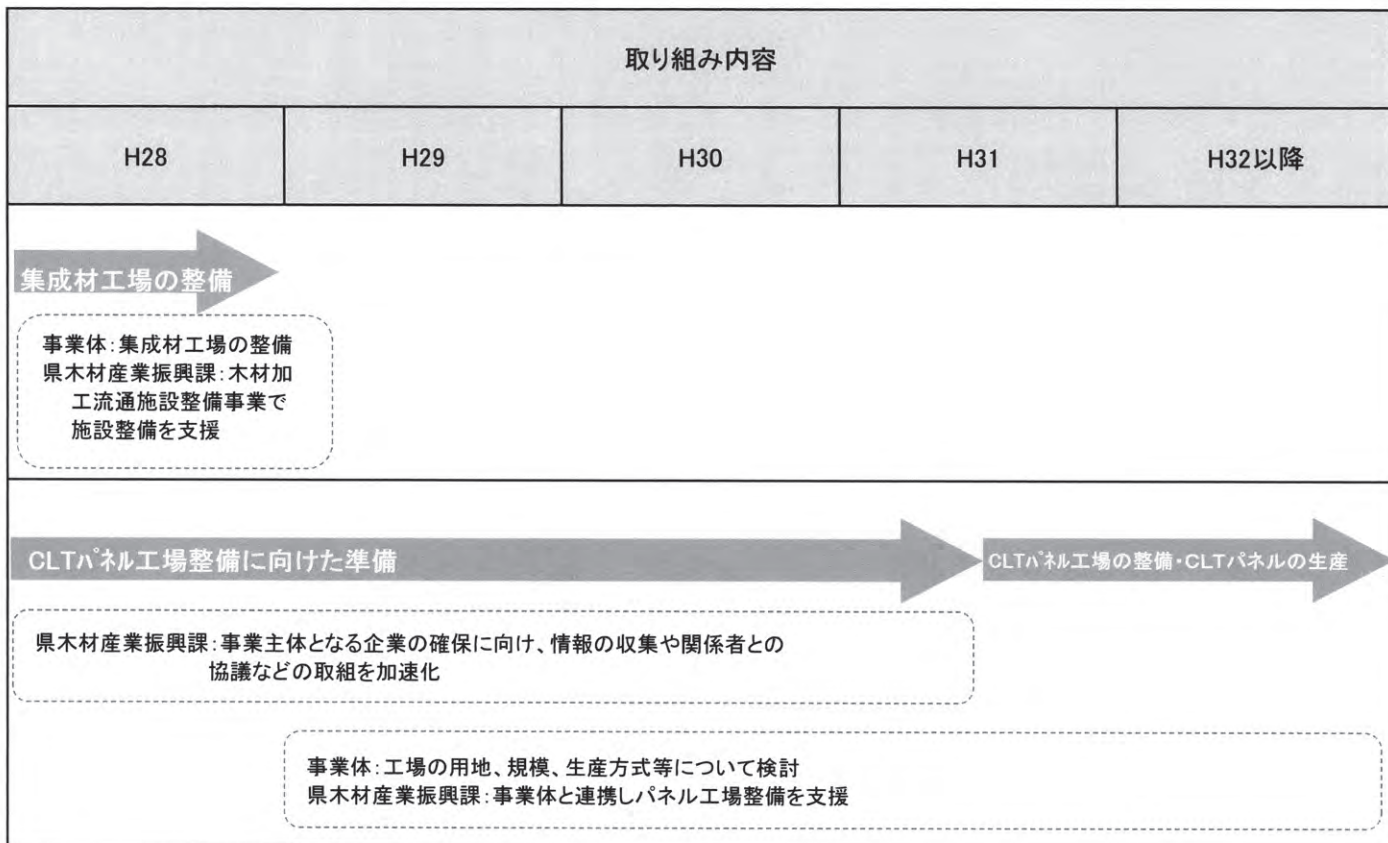 取り組み内容
H28
H29
H30
H31
H32以降
集成材工場の整備
事業体：集成材工場の整備
県木材産業振興課：木材加
工流通施設整備事業で
施設整備を支援
CLTﾊﾟﾈﾙ工場整備に向けた準備
CLTﾊﾟﾈﾙ工場の整備・CLTパネルの生産
県木材産業振興課：事業主体となる企業の確保に向け、情報の収集や関係者との
協議などの取組を加速化
事業体：工場の用地、規模、生産方式等について検討
県木材産業振興課：事業体と連携しパネル工場整備を支援